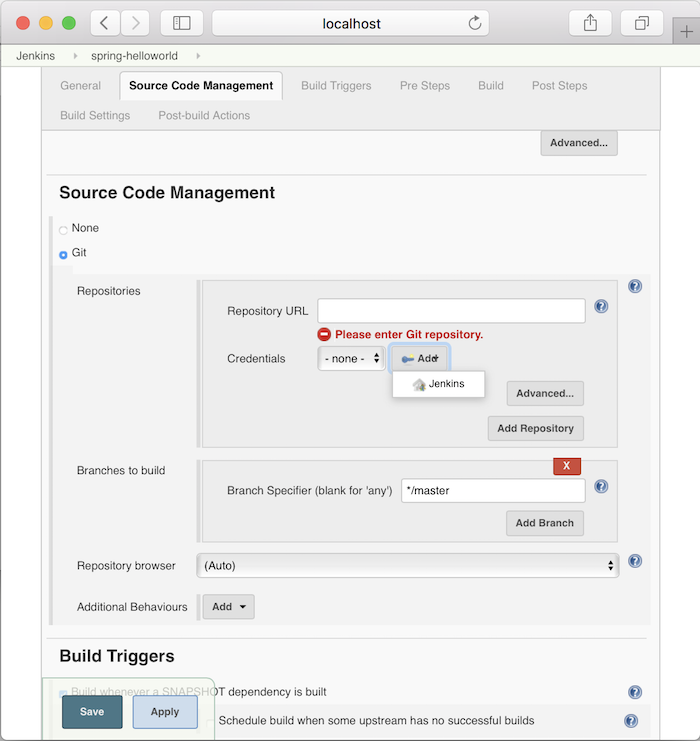 localhost
Jenkins spring-helloworld
General Source Code Management Build Triggers Pre Steps Build Post Steps
Build Settings Post-build Actions
Advanced...
Source Code Management
None
Git
Repositories
Repository URL
Please enter Git repository.
Credentials - none - Add
Jenkins
Advanced...
Add Repository
Branches to build
X
Branch Specifier (blank for 'any') */master
Add Branch
Repository browser (Auto)
Additional Behaviours Add
Build Triggers
Build whenever a SNAPSHOT dependency is built
Save Apply
Schedule build when some upstream has no successful builds